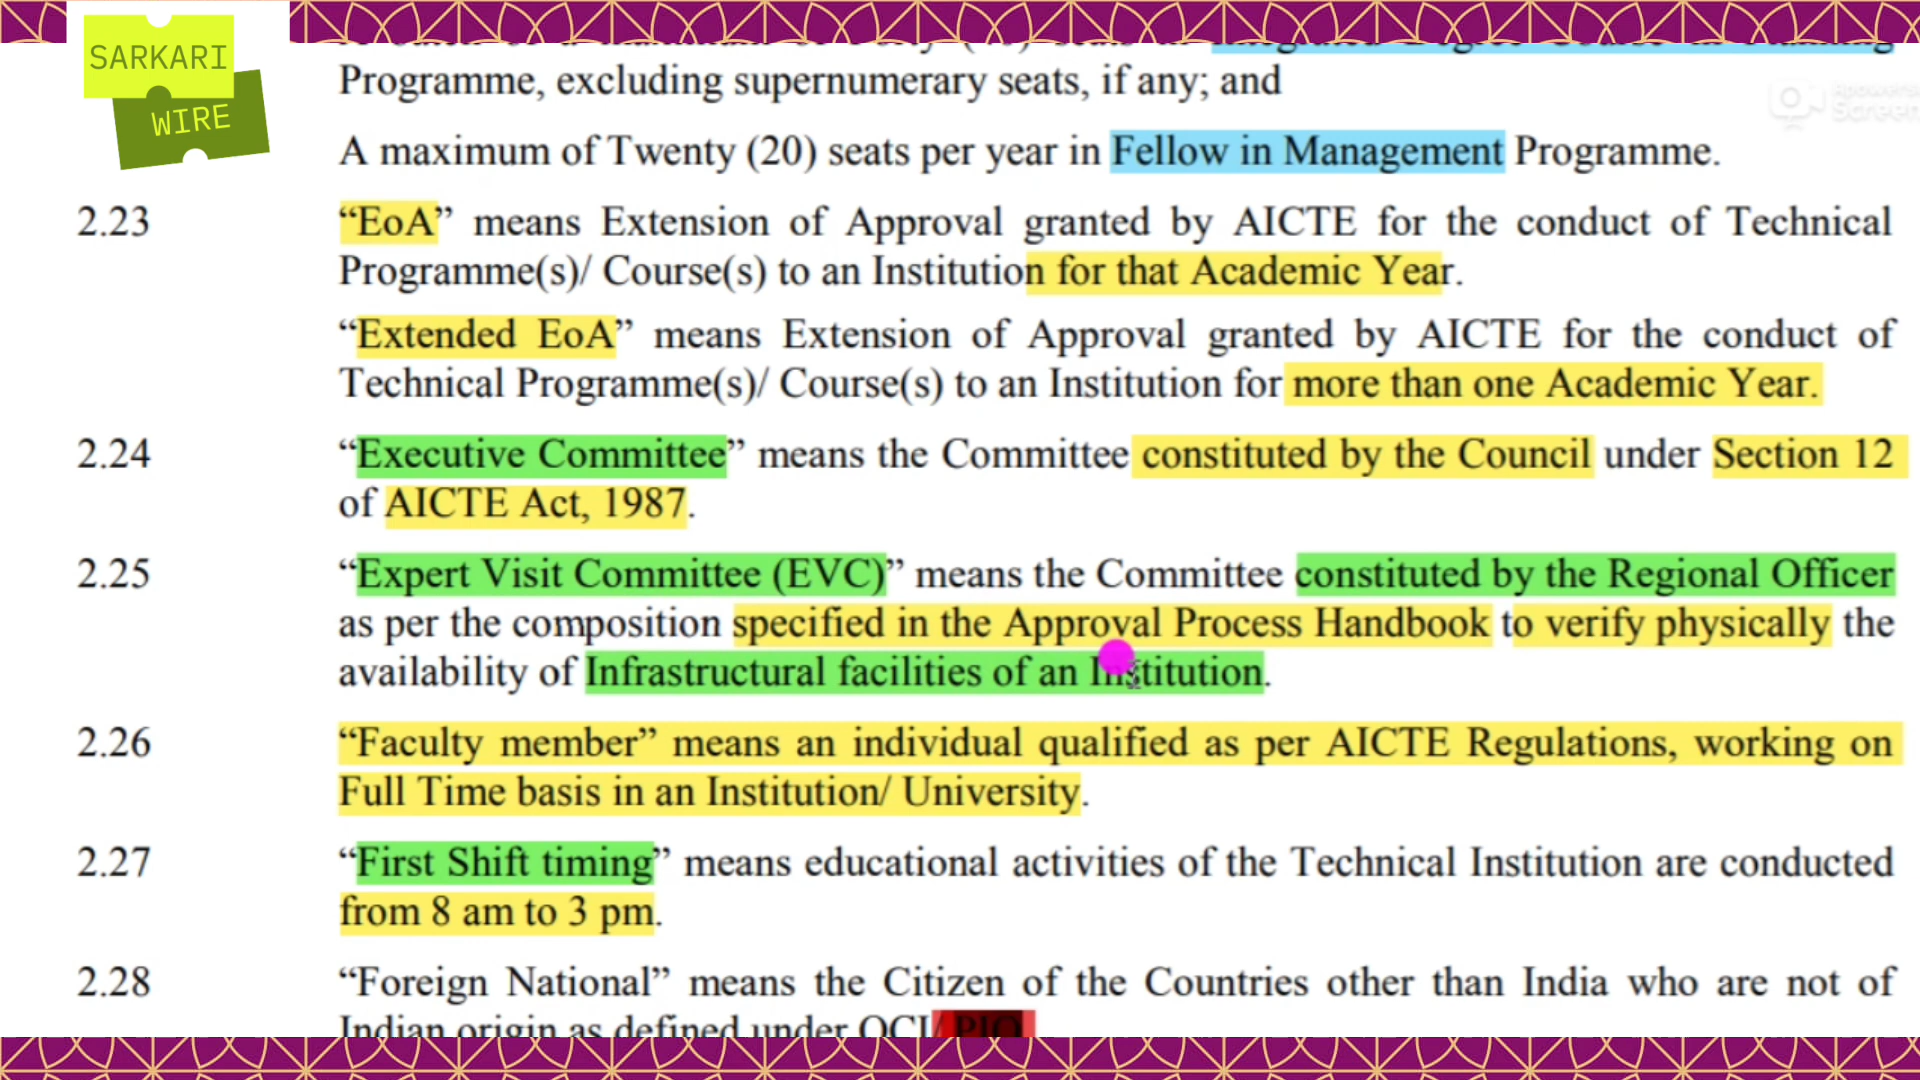 SARKARI
WIRE
Programme, excluding supernumerary seats, if any; and
A maximum of Twenty (20) seats per year in Fellow in Management Programme.
2.23 “EoA” means Extension of Approval granted by AICTE for the conduct of Technical
Programme(s)/ Course(s) to an Institution for that Academic Year.
“Extended EoA” means Extension of Approval granted by AICTE for the conduct of
Technical Programme(s)/ Course(s) to an Institution for more than one Academic Year.
2.24 “Executive Committee” means the Committee constituted by the Council under Section 12
of AICTE Act, 1987.
2.25 “Expert Visit Committee (EVC)” means the Committee constituted by the Regional Officer
as per the composition specified in the Approval Process Handbook to verify physically the
availability of Infrastructural facilities of an Institution.
2.26 “Faculty member” means an individual qualified as per AICTE Regulations, working on
Full Time basis in an Institution/ University.
2.27 “First Shift timing” means educational activities of the Technical Institution are conducted
from 8 am to 3 pm.
2.28 “Foreign National” means the Citizen of the Countries other than India who are not of
Indian origin as defined under OCI/ PIO